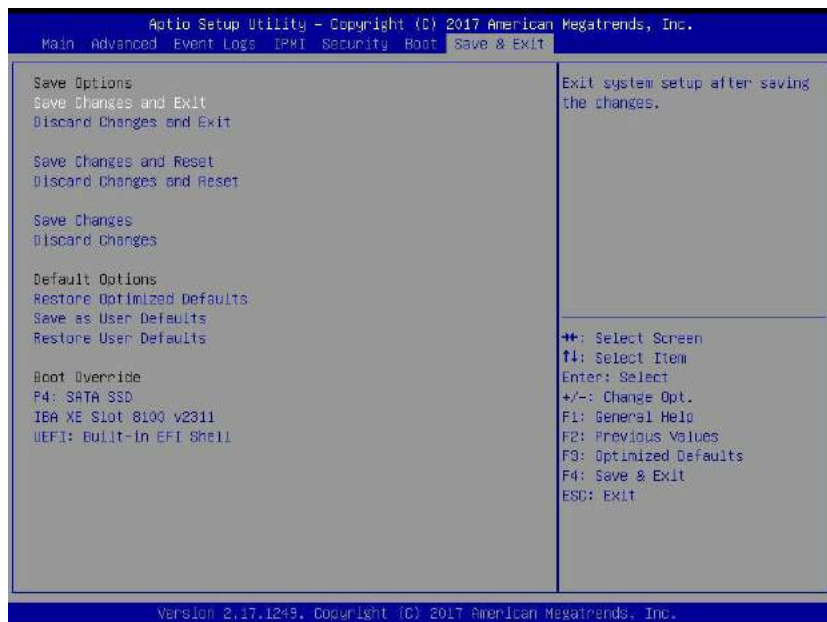 Aptio Setup Utility – Copyright (C) 2017 American Megatrends, Inc.
Main Advanced Event Logs IPMI Security Boot Save & Exit
Save Options
Save Changes and Exit
Discard Changes and Exit
Save Changes and Reset
Discard Changes and Reset
Save Changes
Discard Changes
Default Options
Restore Optimized Defaults
Save as User Defaults
Restore User Defaults
Boot Override
P4: SATA SSD
IBA XE Slot 8100 v2311
UEFI: Built-in EFI Shell
Exit system setup after saving
the changes.
→←: Select Screen
↑↓: Select Item
Enter: Select
+/-: Change Opt.
F1: General Help
F2: Previous Values
F3: Optimized Defaults
F4: Save & Exit
ESC: Exit
Version 2.17.1249. Copyright (C) 2017 American Megatrends, Inc.